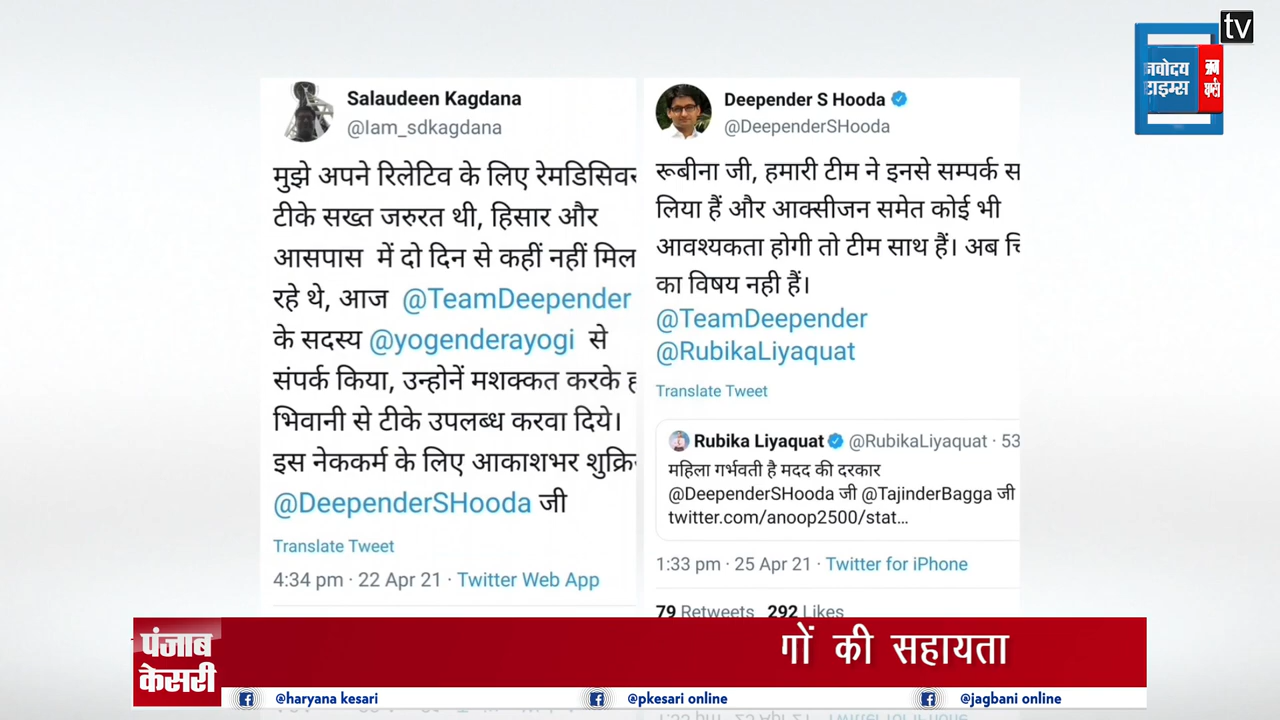 tv
नवोदय
टाइम्स
Salaudeen Kagdana
@Iam_sdkagdana
मुझे अपने रिलेटिव के लिए रेमडिसिवर
टीके सख्त जरुरत थी, हिसार और
आसपास में दो दिन से कहीं नहीं मिल
रहे थे, आज @TeamDeepender
के सदस्य @yogenderayogi से
संपर्क किया, उन्होनें मशक्कत करके ह
भिवानी से टीके उपलब्ध करवा दिये।
इस नेककर्म के लिए आकाशभर शुक्रि
@DeependerSHooda जी
Translate Tweet
4:34 pm · 22 Apr 21 · Twitter Web App
Deepender S Hooda
@DeependerSHooda
रूबीना जी, हमारी टीम ने इनसे सम्पर्क स
लिया हैं और आक्सीजन समेत कोई भी
आवश्यकता होगी तो टीम साथ हैं। अब चि
का विषय नही हैं।
@TeamDeepender
@RubikaLiyaquat
Translate Tweet
Rubika Liyaquat @RubikaLiyaquat · 53
महिला गर्भवती है मदद की दरकार
@DeependerSHooda जी @TajinderBagga जी
twitter.com/anoop2500/stat...
1:33 pm · 25 Apr 21 · Twitter for iPhone
79 Retweets 292 Likes
पंजाब
केसरी
गों की सहायता
@haryana kesari
@pkesari online
@jagbani online